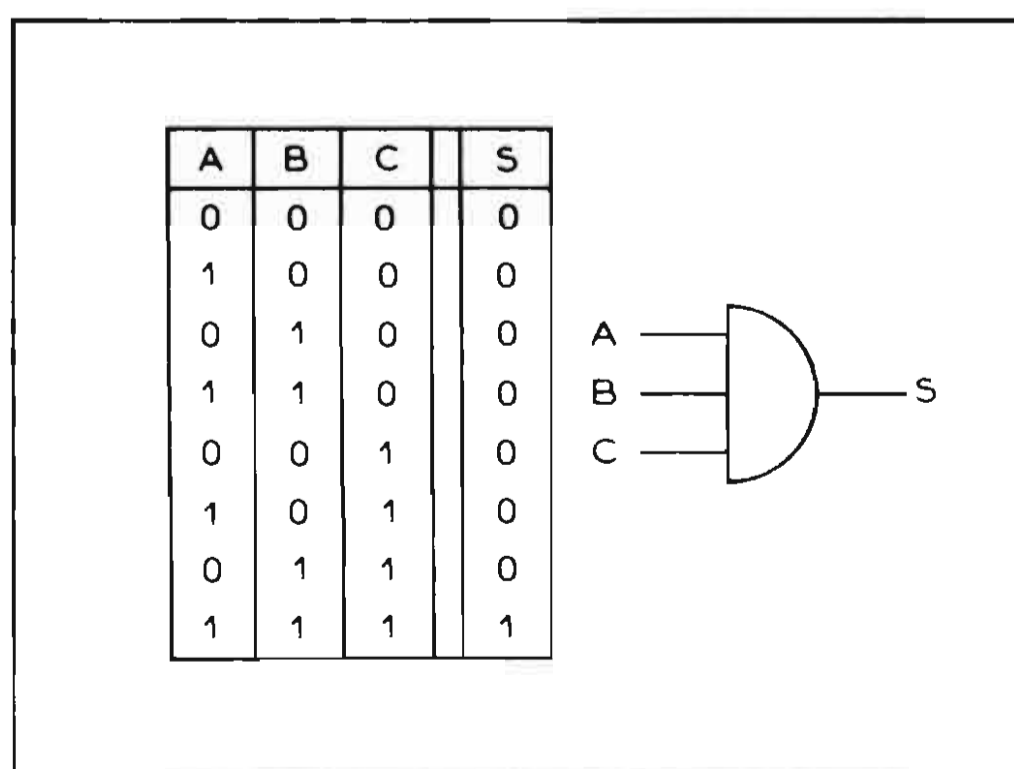 A B C S
0 0 0 0
1 0 0 0
0 1 0 0
1 1 0 0
0 0 1 0
1 0 1 0
0 1 1 0
1 1 1 1
A
B S
C